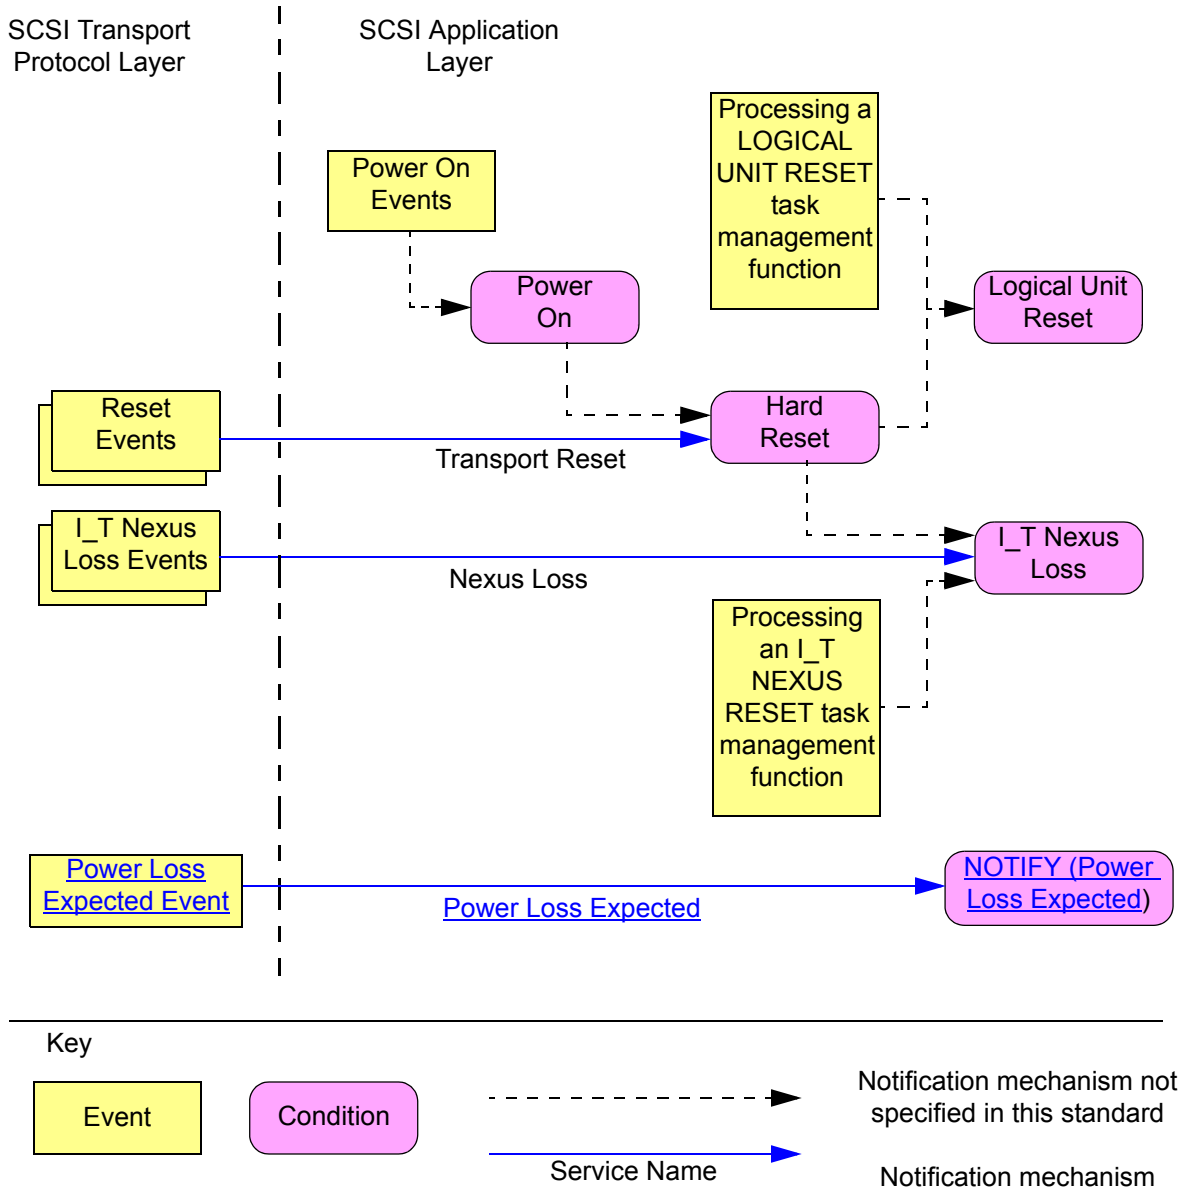 SCSI Transport
Protocol Layer
SCSI Application
Layer
Processing a
LOGICAL
UNIT RESET
task
management
function
Power On
Events
Power
On
Logical Unit
Reset
Reset
Events
Hard
Reset
Transport Reset
I_T Nexus
Loss Events
I_T Nexus
Loss
Nexus Loss
Processing
an I_T
NEXUS
RESET task
management
function
Power Loss
Expected Event
Power Loss Expected
NOTIFY (Power
Loss Expected)
Key
Event
Condition
Notification mechanism not
specified in this standard
Service Name
Notification mechanism